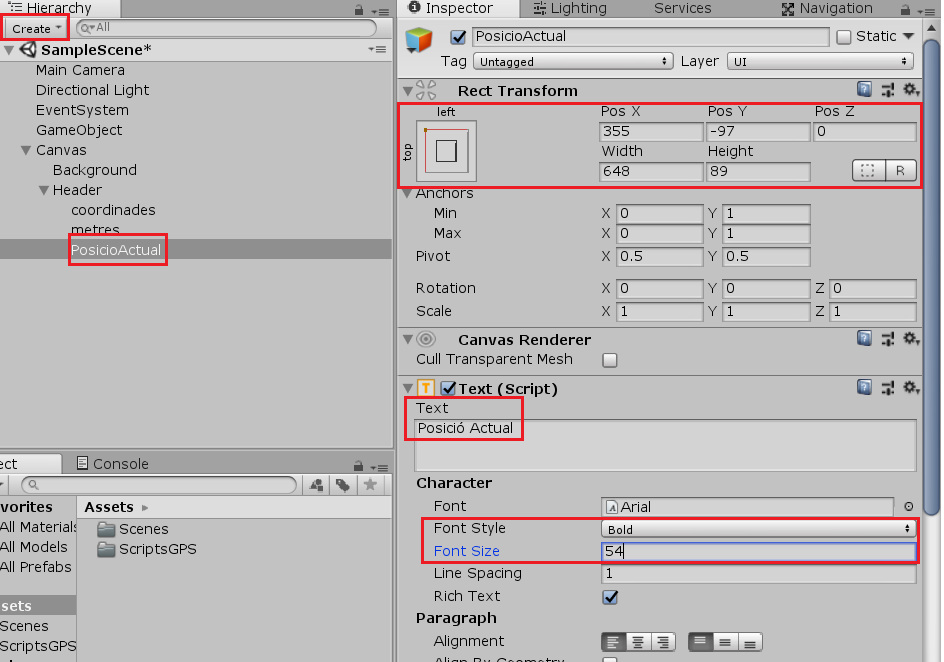 Hierarchy
Create
All
SampleScene*
Main Camera
Directional Light
EventSystem
GameObject
Canvas
Background
Header
coordinades
metres
PosicioActual
ect
Console
vorites
All Materials
All Models
All Prefabs
sets
Scenes
ScriptsGPS
Assets
Scenes
ScriptsGPS
Inspector
Lighting
Services
Navigation
PosicioActual
Static
Tag Untagged Layer UI
Rect Transform
left
top
Pos X Pos Y Pos Z
355 -97 0
Width Height
648 89
R
Anchors
Min X 0 Y 1
Max X 0 Y 1
Pivot X 0.5 Y 0.5
Rotation X 0 Y 0 Z 0
Scale X 1 Y 1 Z 1
Canvas Renderer
Cull Transparent Mesh
T Text (Script)
Text
Posició Actual
Character
Font Arial
Font Style Bold
Font Size 54
Line Spacing 1
Rich Text
Paragraph
Alignment
Align By Geometry